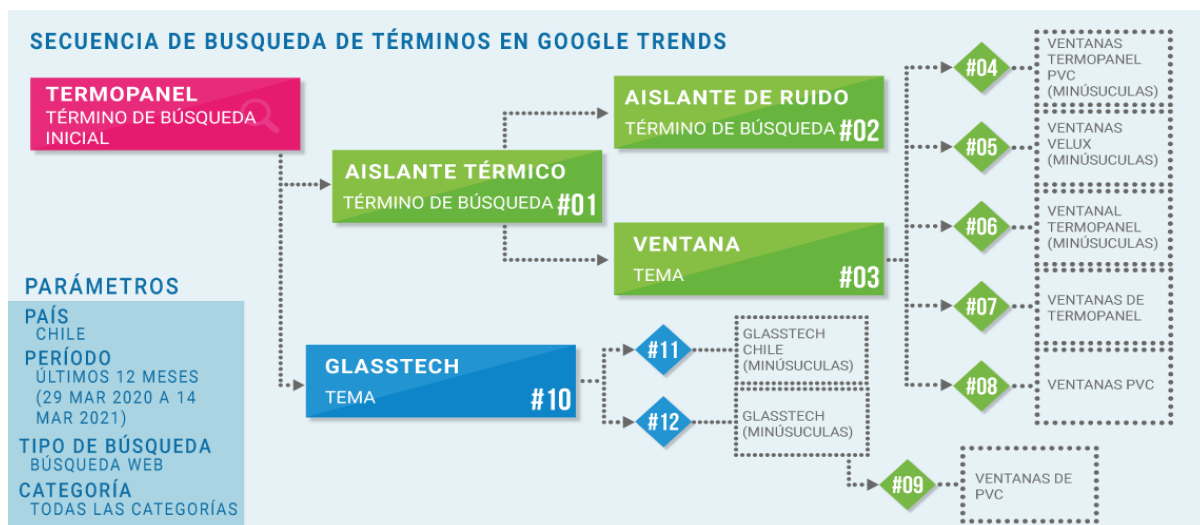 SECUENCIA DE BUSQUEDA DE TÉRMINOS EN GOOGLE TRENDS
TERMOPANEL
TÉRMINO DE BÚSQUEDA
INICIAL
AISLANTE TÉRMICO
TÉRMINO DE BÚSQUEDA #01
AISLANTE DE RUIDO
TÉRMINO DE BÚSQUEDA #02
VENTANA
TEMA
#03
#04
VENTANAS
TERMOPANEL
PVC
(MINÚSUCULAS)
#05
VENTANAS
VELUX
(MINÚSUCULAS)
#06
VENTANAL
TERMOPANEL
(MINÚSUCULAS)
#07
VENTANAS DE
TERMOPANEL
#08
VENTANAS PVC
GLASSTECH
TEMA
#10
#11
GLASSTECH
CHILE
(MINÚSUCULAS)
#12
GLASSTECH
(MINÚSUCULAS)
#09
VENTANAS DE
PVC
PARÁMETROS
PAÍS
CHILE
PERÍODO
ÚLTIMOS 12 MESES
(29 MAR 2020 A 14
MAR 2021)
TIPO DE BÚSQUEDA
BÚSQUEDA WEB
CATEGORÍA
TODAS LAS CATEGORÍAS